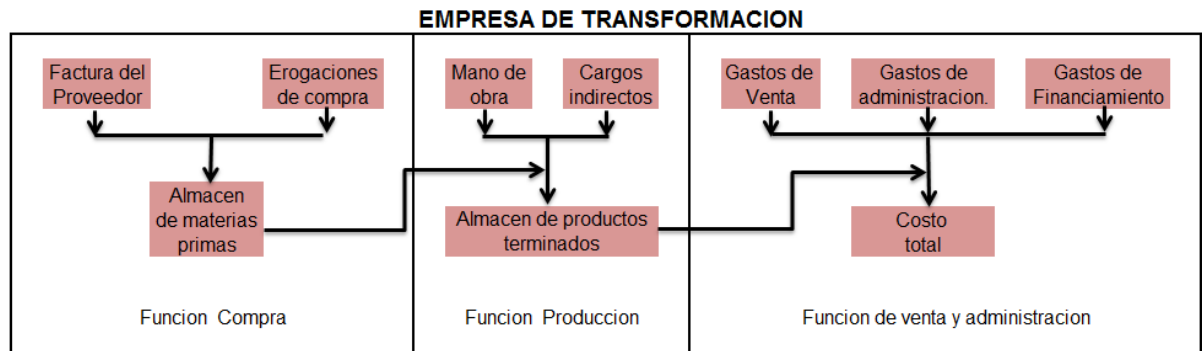 EMPRESA DE TRANSFORMACION
Factura del
Proveedor
Erogaciones
de compra
Almacen
de materias
primas
Funcion Compra
Mano de
obra
Cargos
indirectos
Almacen de productos
terminados
Funcion Produccion
Gastos de
Venta
Gastos de
administracion.
Gastos de
Financiamiento
Costo
total
Funcion de venta y administracion